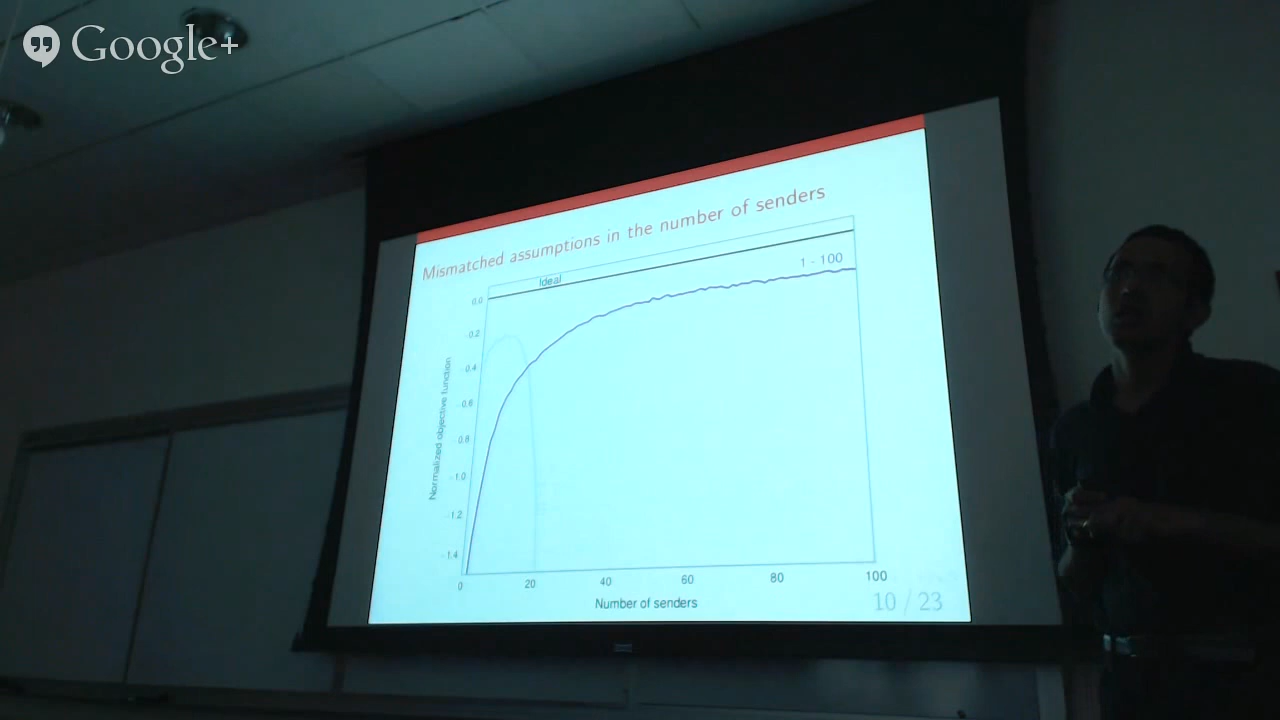 Google+
Mismatched assumptions in the number of senders
Ideal
1 - 100
0.0
-0.2
-0.4
-0.6
-0.8
-1.0
-1.2
-1.4
Normalized objective function
0 20 40 60 80 100
Number of senders
10 / 23